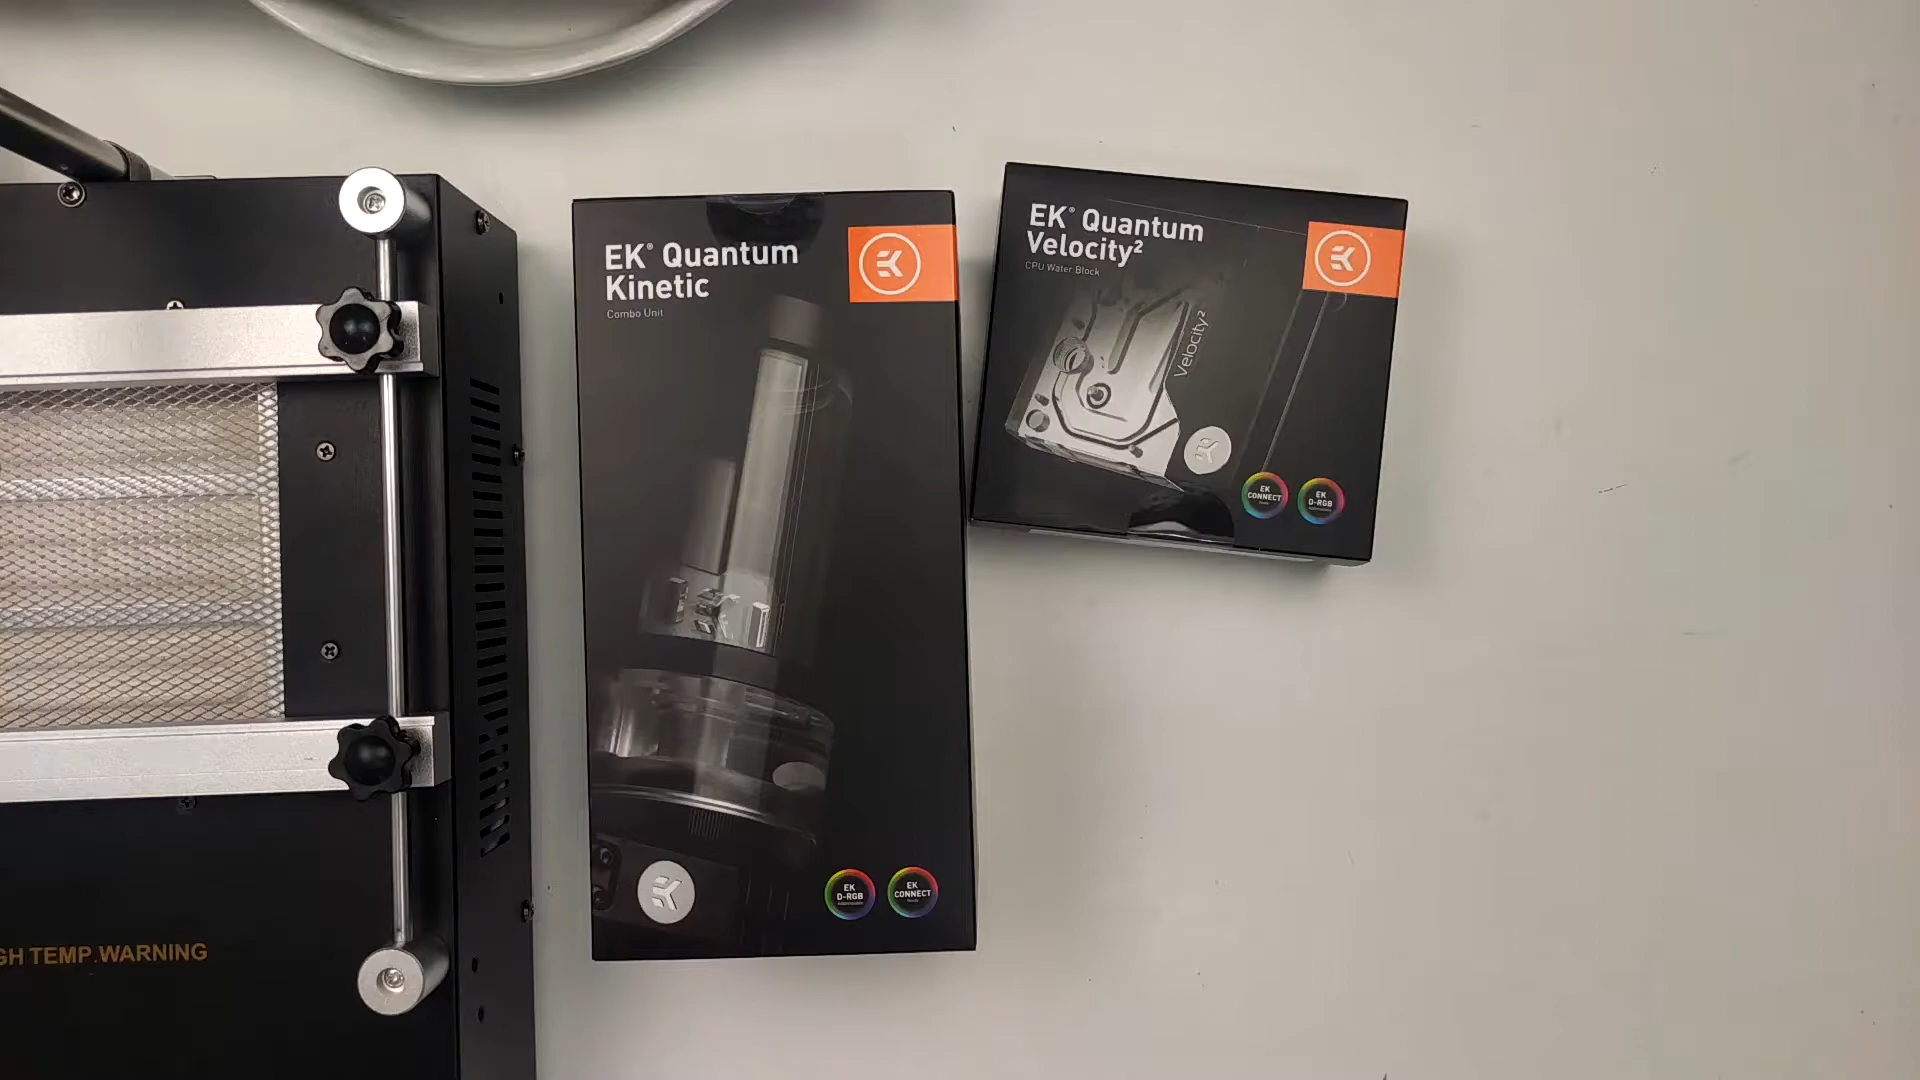 EK® Quantum
Kinetic
Combo Unit
EK
D-RGB
EK
CONNECT
EK® Quantum
Velocity²
CPU Water Block
Velocity²
EK
CONNECT
EK
D-RGB
GH TEMP.WARNING